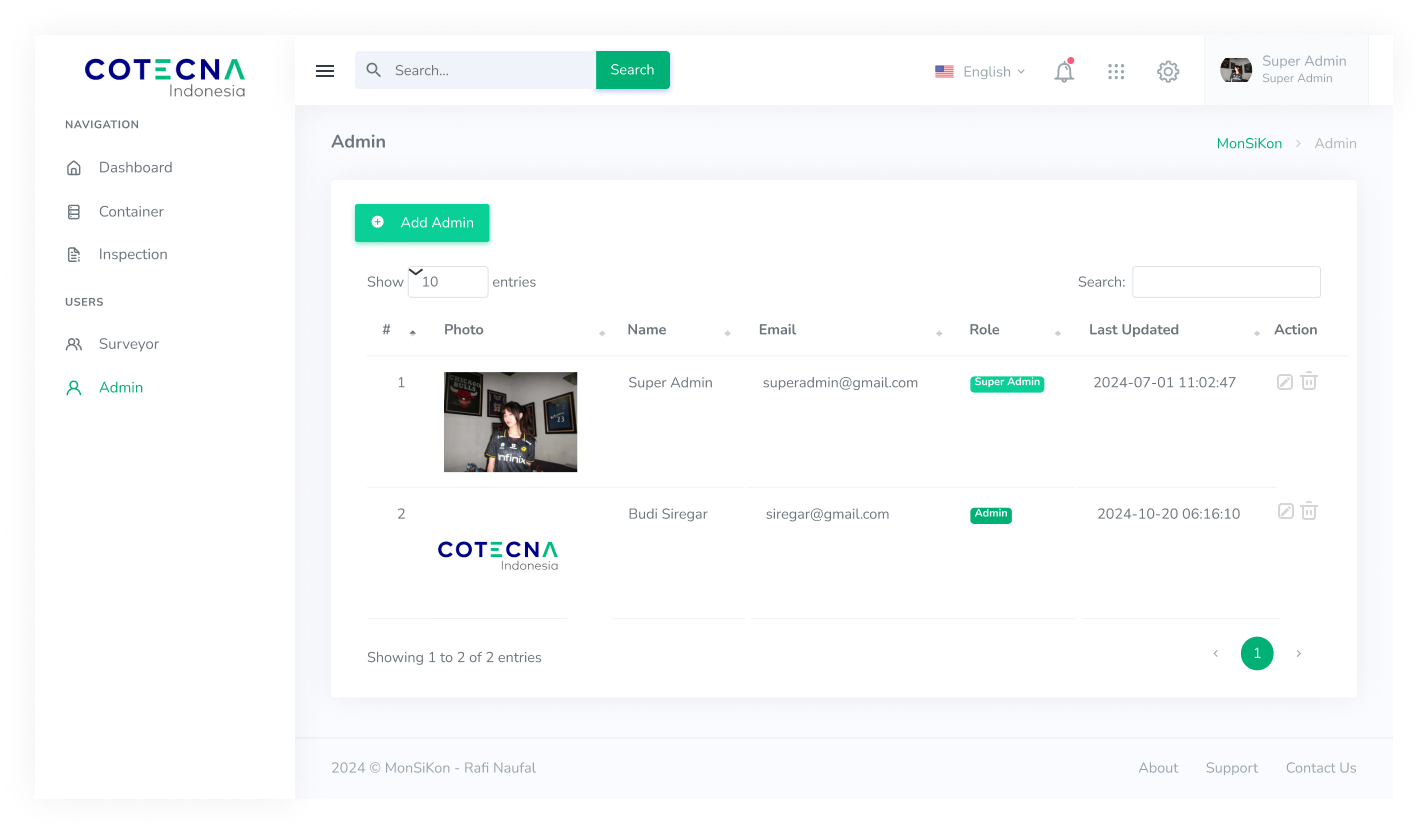 COTECNA
Indonesia
Search...
Search
English
Super Admin
Super Admin
NAVIGATION
Dashboard
Container
Inspection
USERS
Surveyor
Admin
Admin
MonSiKon > Admin
Add Admin
Show 10 entries
Search:
# Photo Name Email Role Last Updated Action
1 Super Admin superadmin@gmail.com Super Admin 2024-07-01 11:02:47
CHICAGO
BULLS
23
infinix
2 Budi Siregar siregar@gmail.com Admin 2024-10-20 06:16:10
COTECNA
Indonesia
Showing 1 to 2 of 2 entries
< 1 >
2024 © MonSiKon - Rafi Naufal
About Support Contact Us